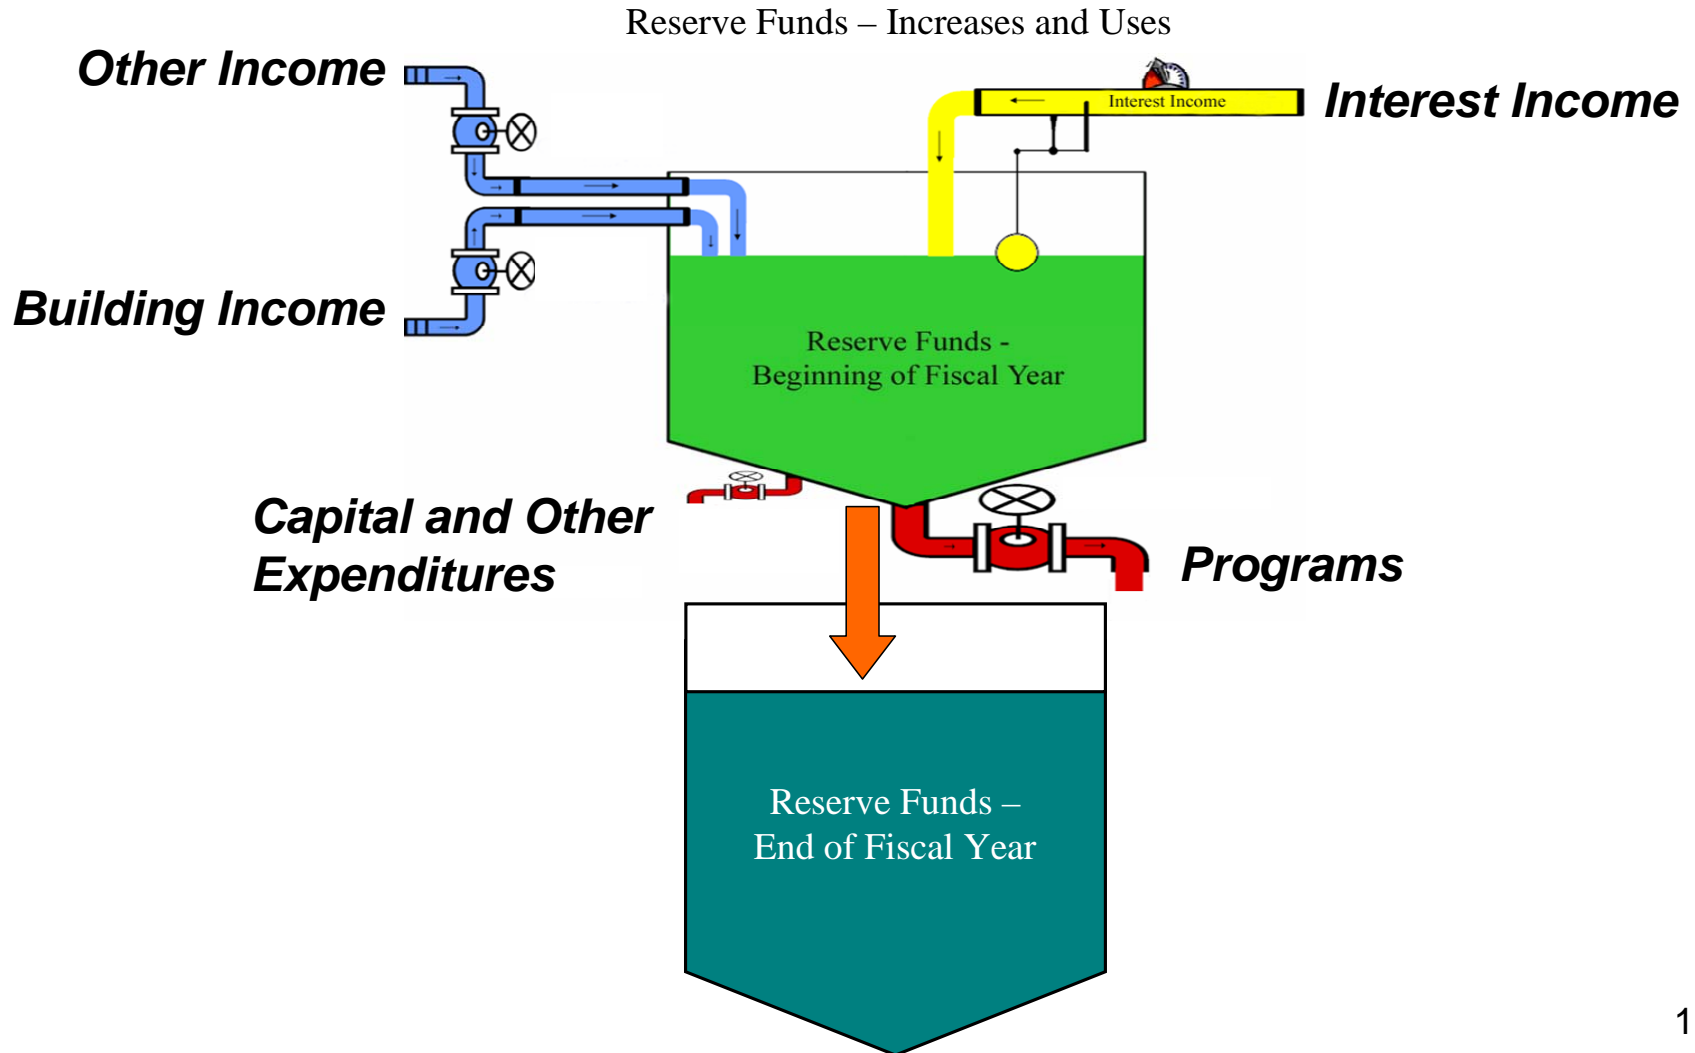 Reserve Funds – Increases and Uses
Other Income
Interest Income
Interest Income
Building Income
Reserve Funds -
Beginning of Fiscal Year
Capital and Other
Expenditures
Programs
Reserve Funds –
End of Fiscal Year
1